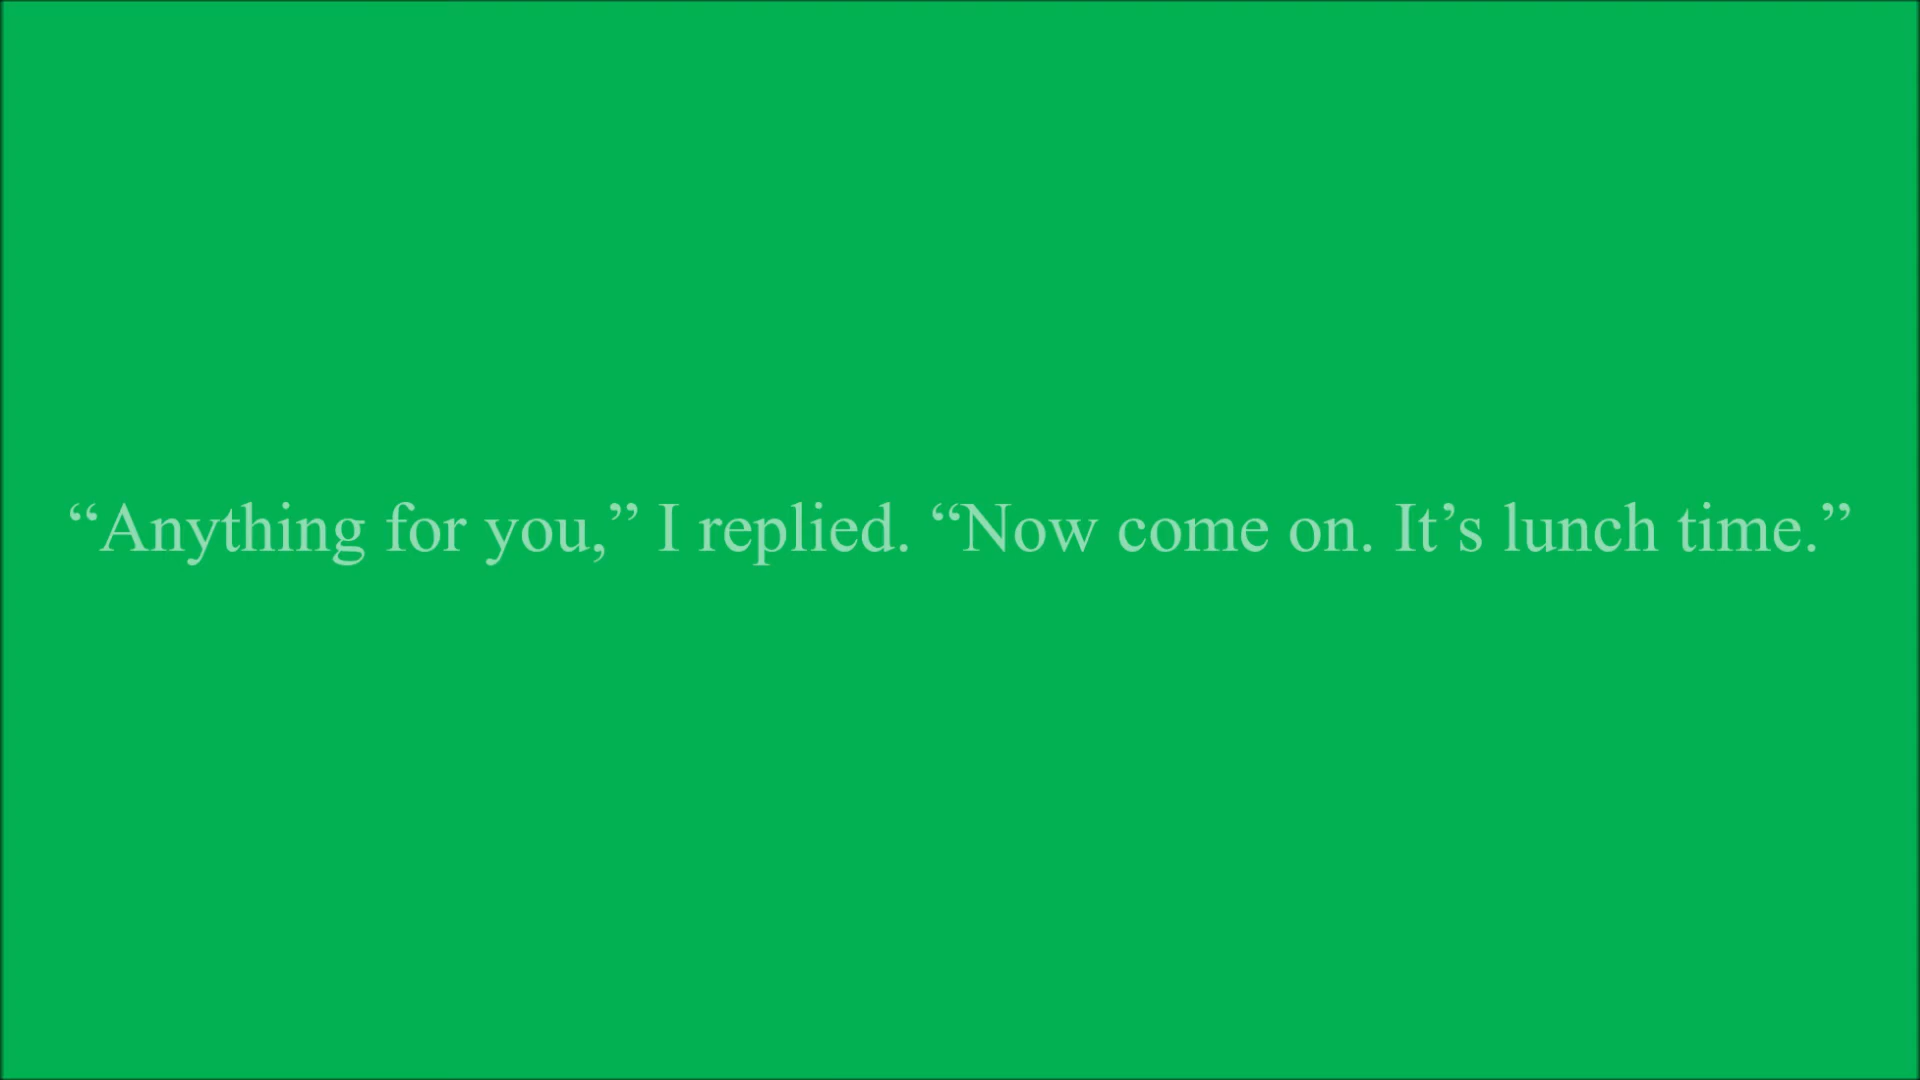 “Anything for you,” I replied. “Now come on. It’s lunch time.”